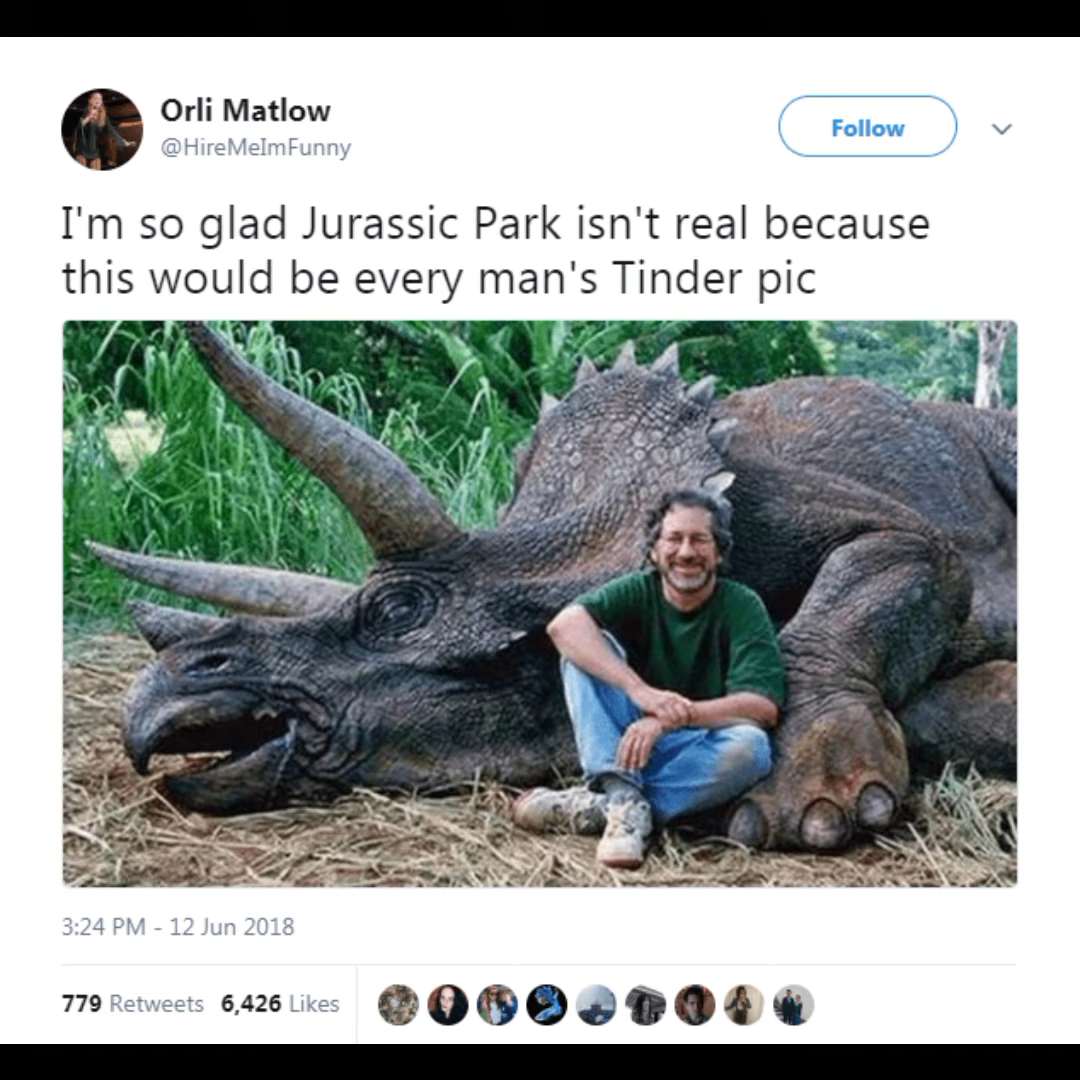 Orli Matlow
@HireMeImFunny
Follow
I'm so glad Jurassic Park isn't real because
this would be every man's Tinder pic
3:24 PM - 12 Jun 2018
779 Retweets 6,426 Likes